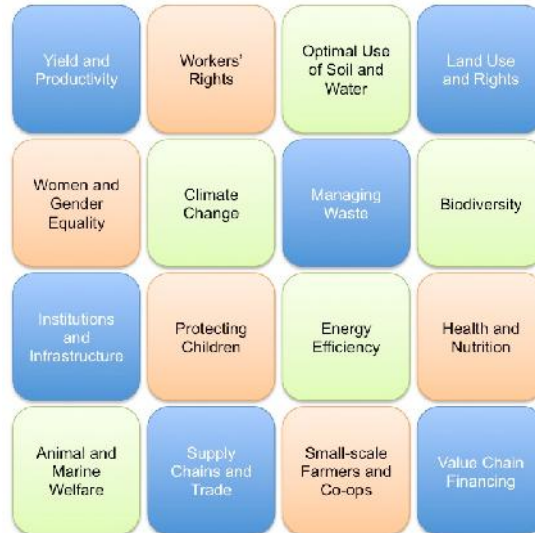 Yield and
Productivity
Workers'
Rights
Optimal Use
of Soil and
Water
Land Use
and Rights
Women and
Gender
Equality
Climate
Change
Managing
Waste
Biodiversity
Institutions
and
Infrastructure
Protecting
Children
Energy
Efficiency
Health and
Nutrition
Animal and
Marine
Welfare
Supply
Chains and
Trade
Small-scale
Farmers and
Co-ops
Value Chain
Financing